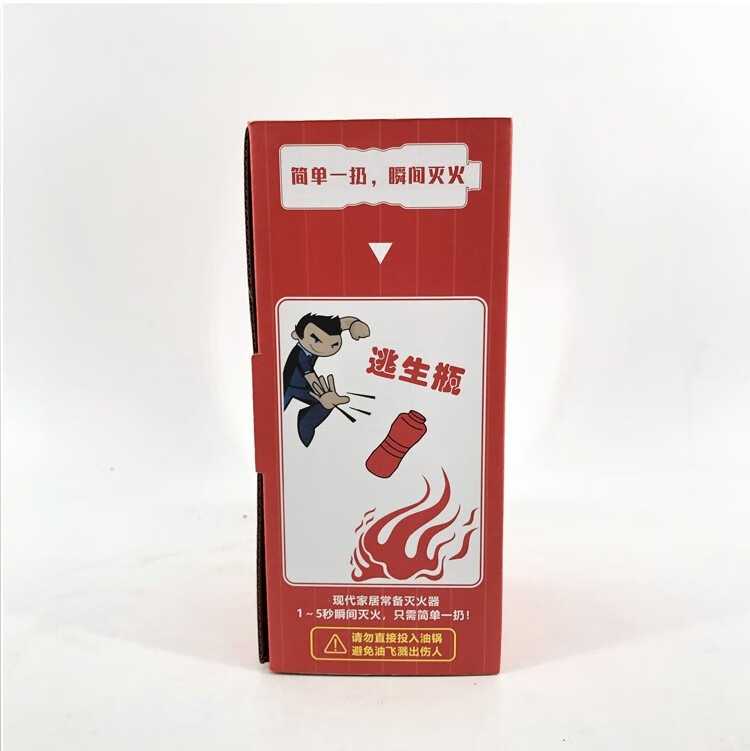 简单一扔，瞬间灭火
逃生瓶
现代家居常备灭火器
1~5秒瞬间灭火，只需简单一扔！
请勿直接投入油锅
避免油飞溅出伤人